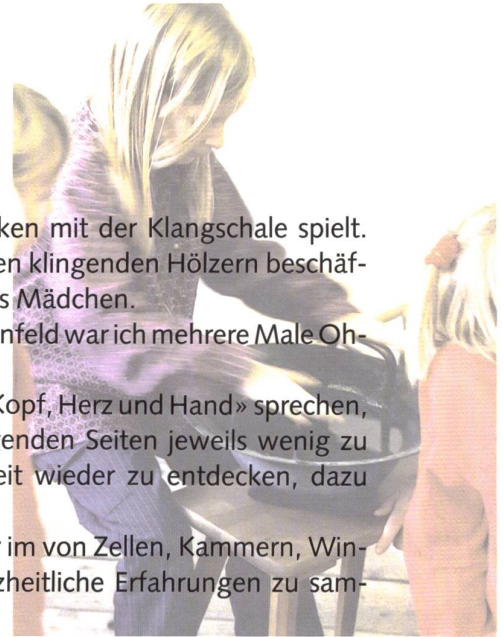 ken mit der Klangschale spielt.
en klingenden Hölzern beschäf-
s Mädchen.
nfeld war ich mehrere Male Oh-
Kopf, Herz und Hand» sprechen,
enden Seiten jeweils wenig zu
eit wieder zu entdecken, dazu
im von Zellen, Kammern, Win-
zheitliche Erfahrungen zu sam-